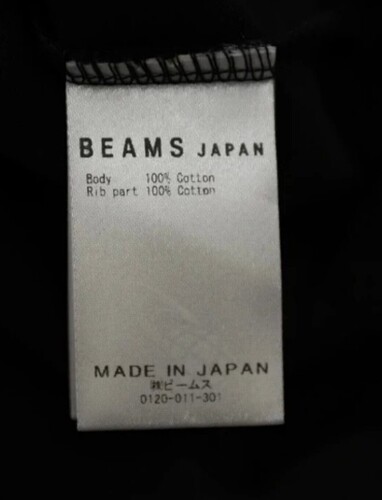 BEAMS JAPAN
Body 100% Cotton
Rib part 100% Cotton
MADE IN JAPAN
㈱ビームス
0120-011-301